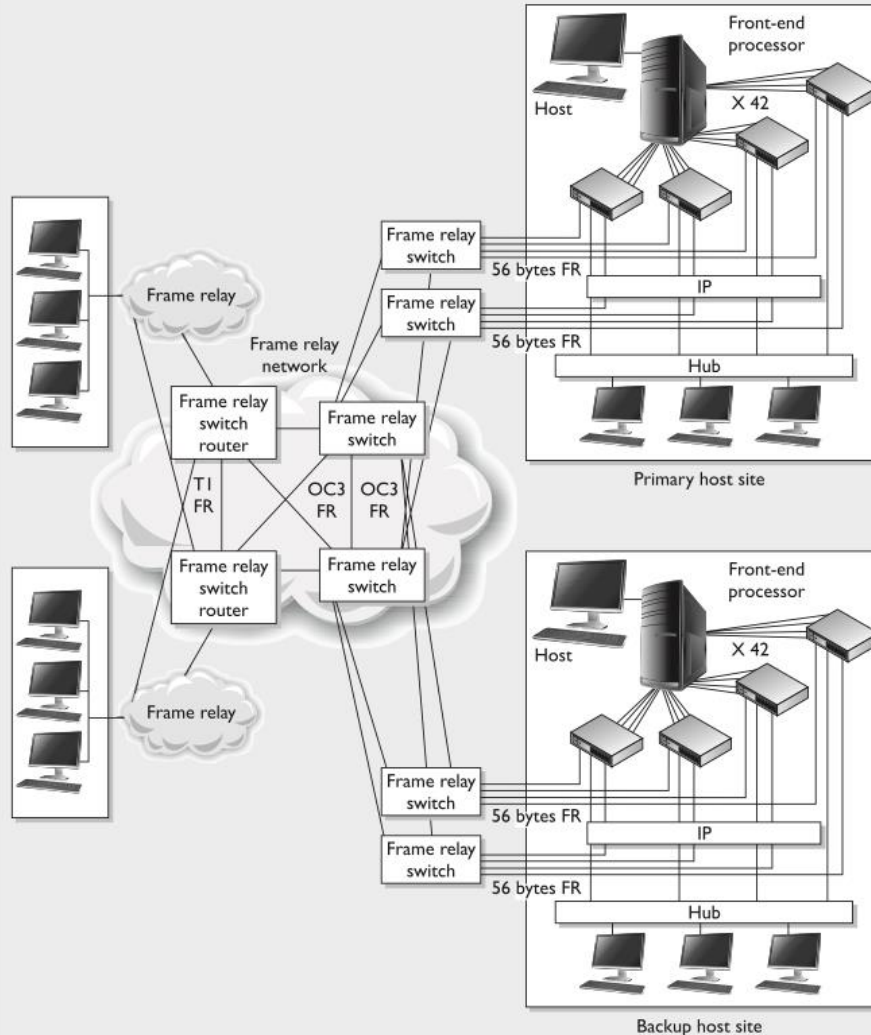 Front-end
processor
Host
X 42
Frame relay
switch
56 bytes FR
IP
Frame relay
switch
56 bytes FR
Hub
Primary host site
Frame relay
Frame relay
network
Frame relay
switch
router
Frame relay
switch
T1
FR
OC3
FR
OC3
FR
Frame relay
switch
router
Frame relay
switch
Frame relay
Front-end
processor
Host
X 42
Frame relay
switch
56 bytes FR
IP
Frame relay
switch
56 bytes FR
Hub
Backup host site